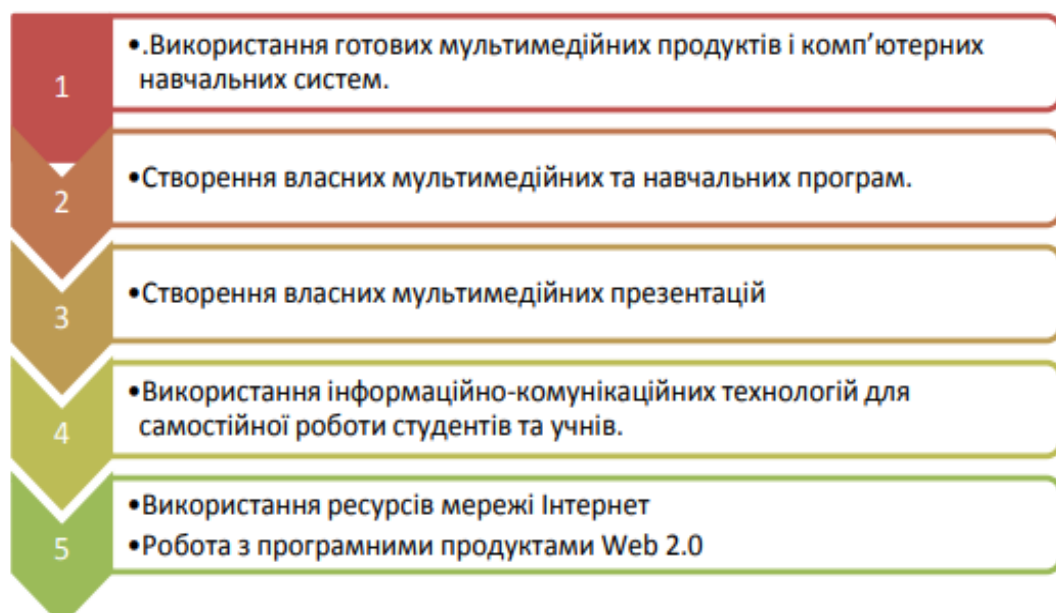 1
•.Використання готових мультимедійних продуктів і комп’ютерних
навчальних систем.
2
•Створення власних мультимедійних та навчальних програм.
3
•Створення власних мультимедійних презентацій
4
•Використання інформаційно-комунікаційних технологій для
самостійної роботи студентів та учнів.
5
•Використання ресурсів мережі Інтернет
•Робота з програмними продуктами Web 2.0